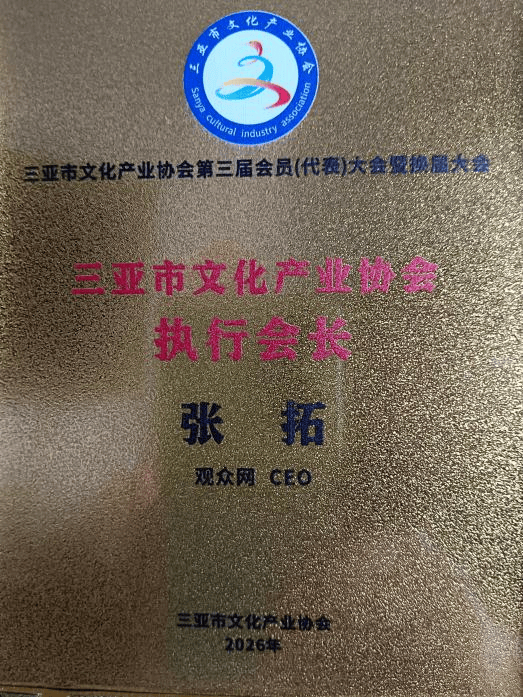 三亚市文化产业协会
Sanya cultural industry association
三亚市文化产业协会第三届会员(代表)大会暨换届大会
三亚市文化产业协会
执行会长
张 拓
观众网 CEO
三亚市文化产业协会
2026年